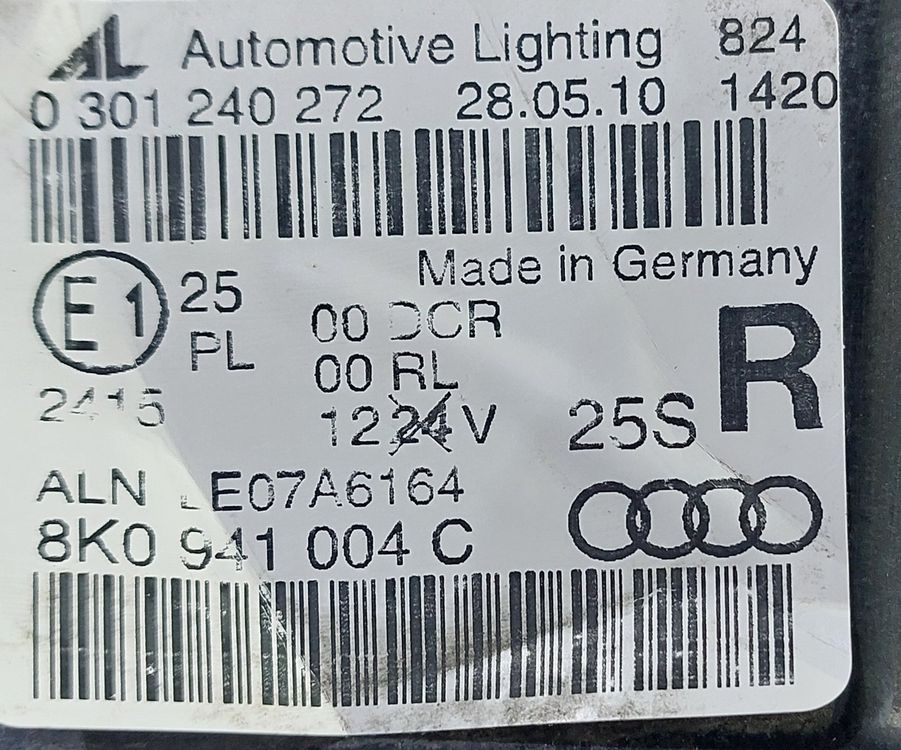 AL Automotive Lighting 824
0 301 240 272 28.05.10 1420
Made in Germany
E1 25
PL
00 DCR
00 RL
2415
12 24 V
25S
R
ALN LE07A6164
8K0 941 004 C